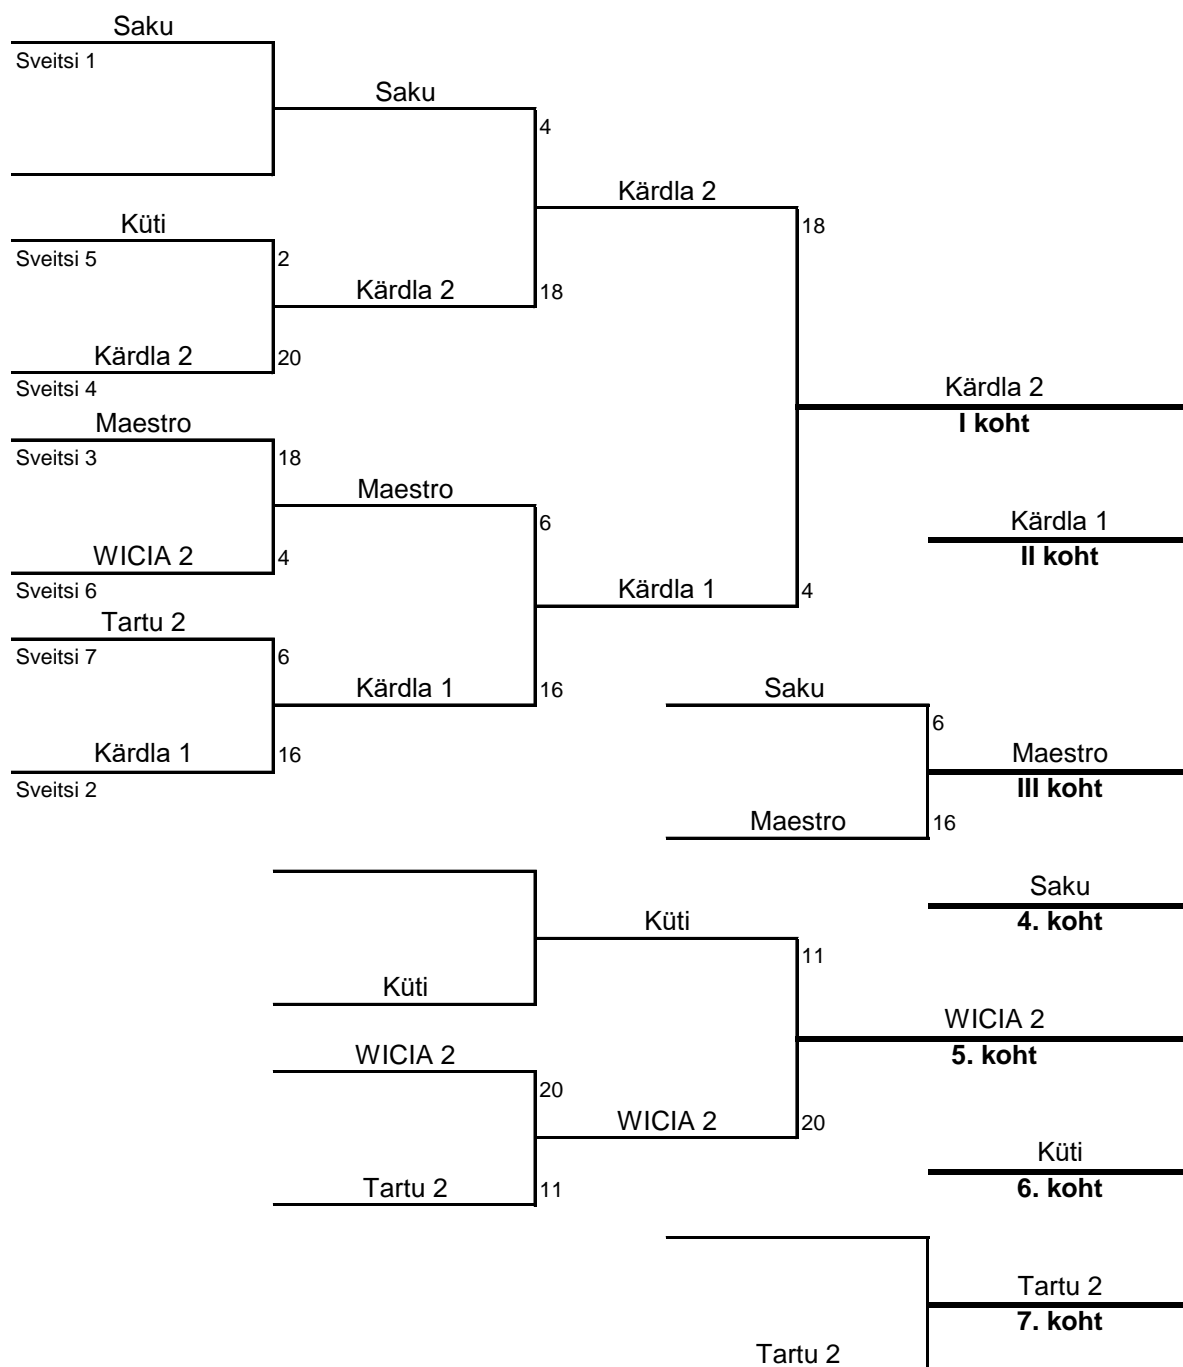 Saku
Sveitsi 1
Saku
4
Kärdla 2
18
Küti
Sveitsi 5
2
Kärdla 2
18
Kärdla 2
20
Sveitsi 4
Kärdla 2
I koht
Maestro
Sveitsi 3
18
Maestro
6
Kärdla 1
II koht
WICIA 2
4
Sveitsi 6
Kärdla 1
4
Tartu 2
Sveitsi 7
6
Kärdla 1
16
Saku
6
Kärdla 1
16
Sveitsi 2
Maestro
III koht
Maestro
16
Saku
4. koht
Küti
11
Küti
WICIA 2
5. koht
WICIA 2
20
WICIA 2
20
Küti
6. koht
Tartu 2
11
Tartu 2
7. koht
Tartu 2